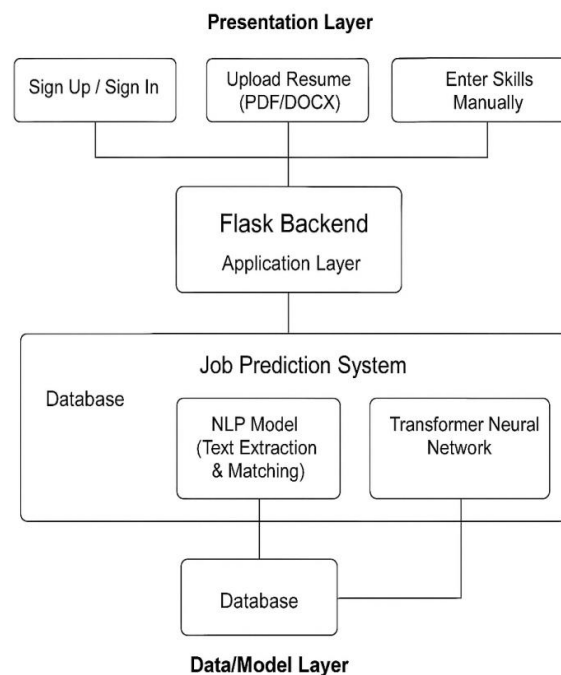 Presentation Layer
Sign Up / Sign In
Upload Resume
(PDF/DOCX)
Enter Skills
Manually
Flask Backend
Application Layer
Job Prediction System
Database
NLP Model
(Text Extraction
& Matching)
Transformer Neural
Network
Database
Data/Model Layer